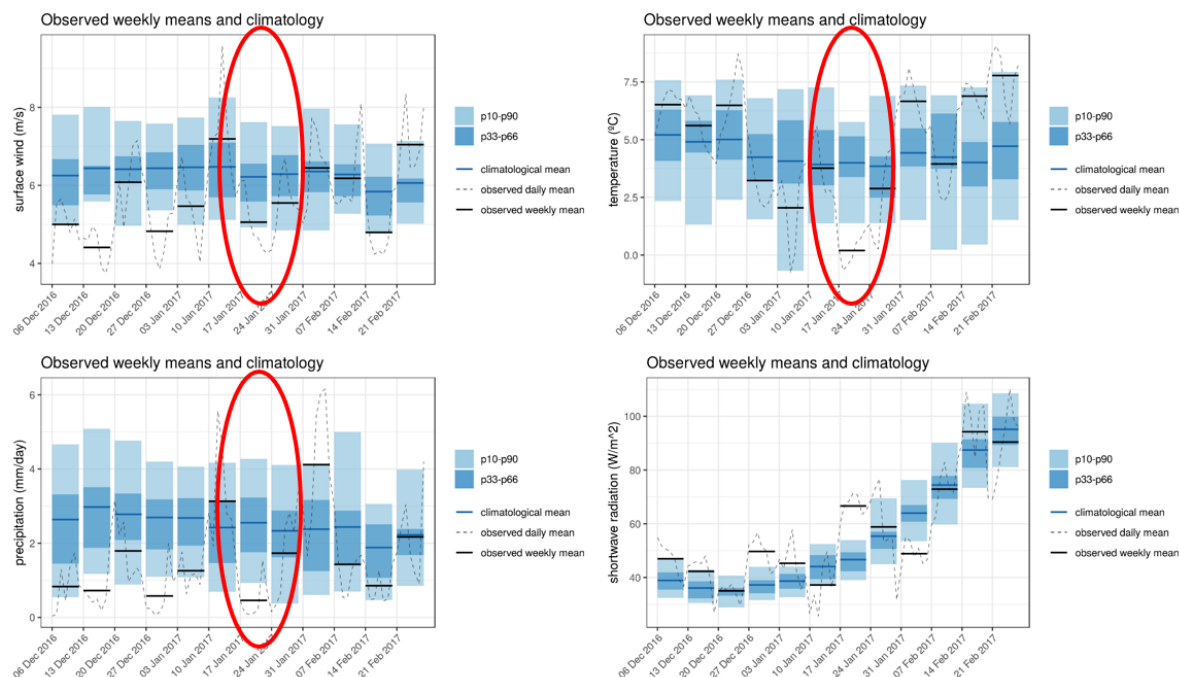 Observed weekly means and climatology
surface wind (m/s)
8
6
4
06 Dec 2016
13 Dec 2016
20 Dec 2016
27 Dec 2016
03 Jan 2017
10 Jan 2017
17 Jan 2017
24 Jan 2017
31 Jan 2017
07 Feb 2017
14 Feb 2017
21 Feb 2017
p10-p90
p33-p66
climatological mean
observed daily mean
observed weekly mean
Observed weekly means and climatology
temperature (ºC)
7.5
5.0
2.5
0.0
06 Dec 2016
13 Dec 2016
20 Dec 2016
27 Dec 2016
03 Jan 2017
10 Jan 2017
17 Jan 2017
24 Jan 2017
31 Jan 2017
07 Feb 2017
14 Feb 2017
21 Feb 2017
p10-p90
p33-p66
climatological mean
observed daily mean
observed weekly mean
Observed weekly means and climatology
precipitation (mm/day)
6
4
2
0
06 Dec 2016
13 Dec 2016
20 Dec 2016
27 Dec 2016
03 Jan 2017
10 Jan 2017
17 Jan 2017
24 Jan 2017
31 Jan 2017
07 Feb 2017
14 Feb 2017
21 Feb 2017
p10-p90
p33-p66
climatological mean
observed daily mean
observed weekly mean
Observed weekly means and climatology
shortwave radiation (W/m^2)
100
80
60
40
06 Dec 2016
13 Dec 2016
20 Dec 2016
27 Dec 2016
03 Jan 2017
10 Jan 2017
17 Jan 2017
24 Jan 2017
31 Jan 2017
07 Feb 2017
14 Feb 2017
21 Feb 2017
p10-p90
p33-p66
climatological mean
observed daily mean
observed weekly mean